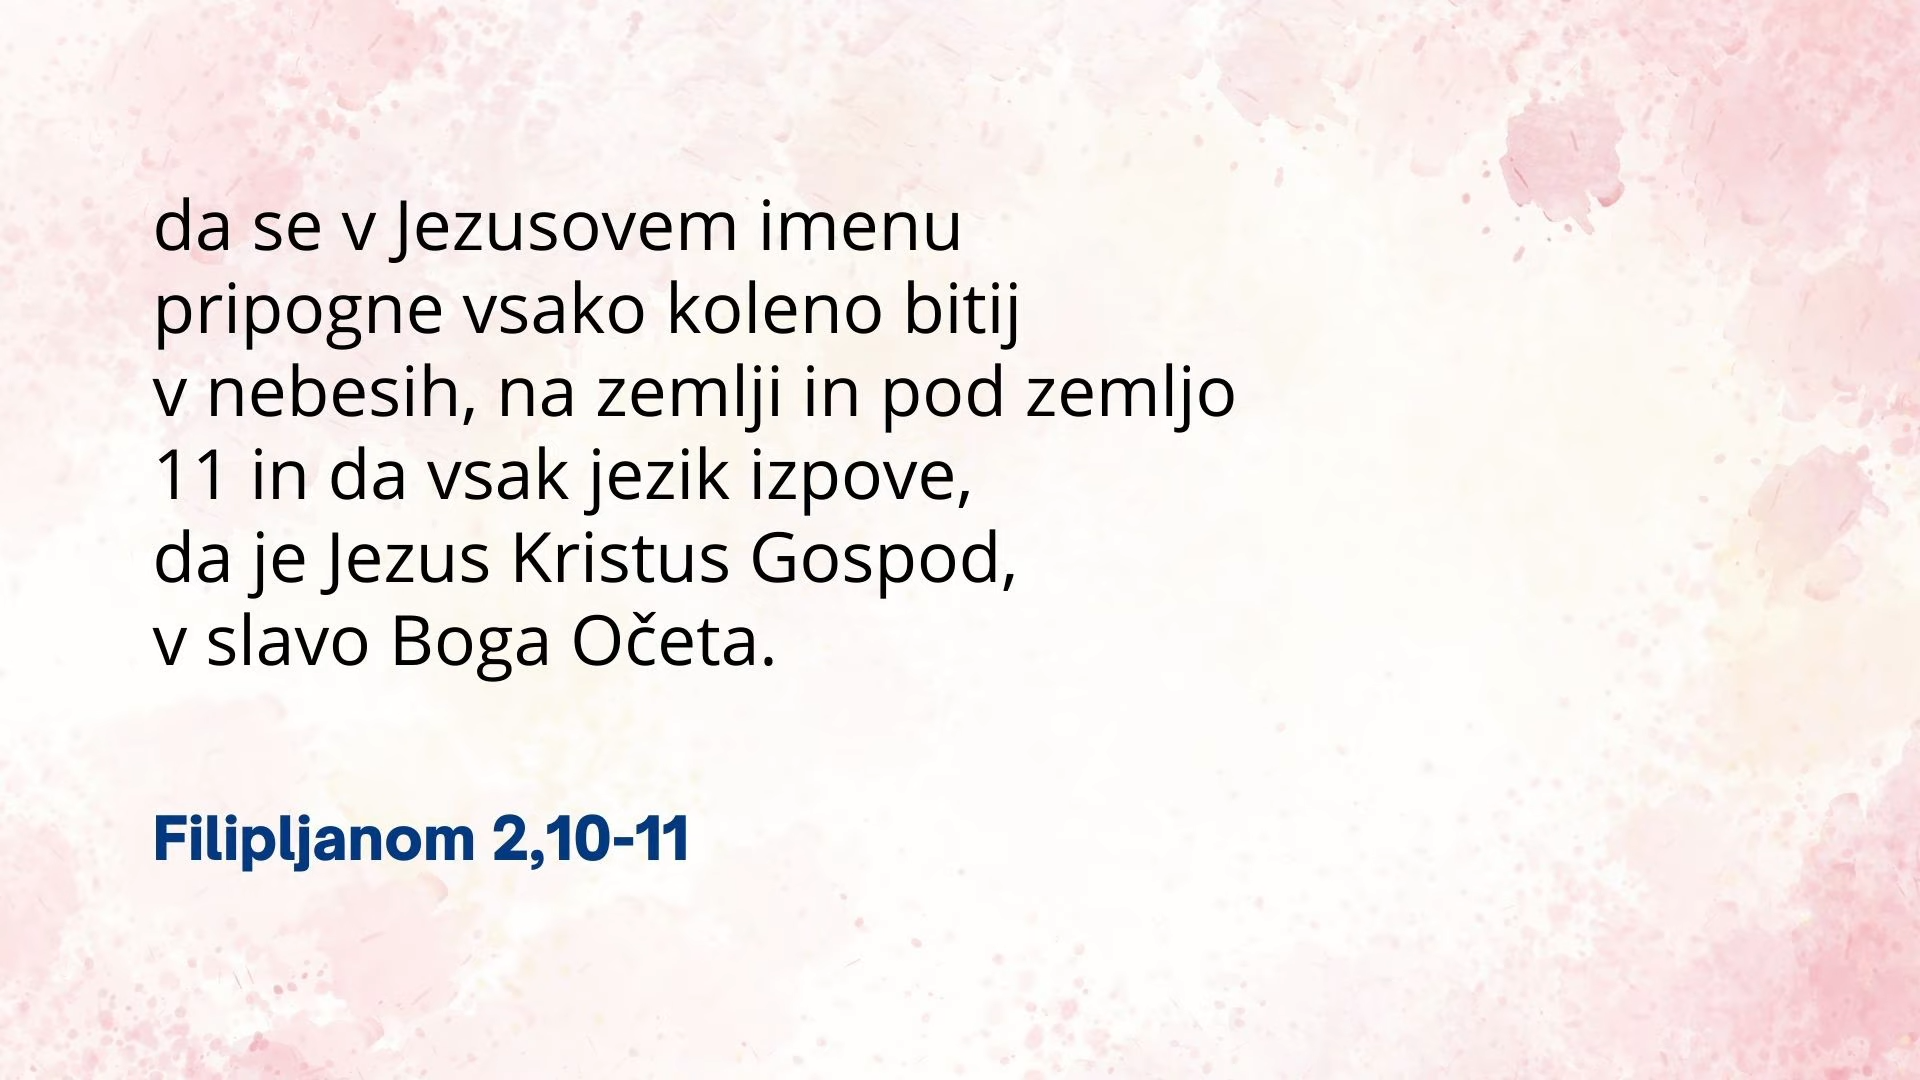 da se v Jezusovem imenu
pripogne vsako koleno bitij
v nebesih, na zemlji in pod zemljo
11 in da vsak jezik izpove,
da je Jezus Kristus Gospod,
v slavo Boga Očeta.
Filipljanom 2,10-11